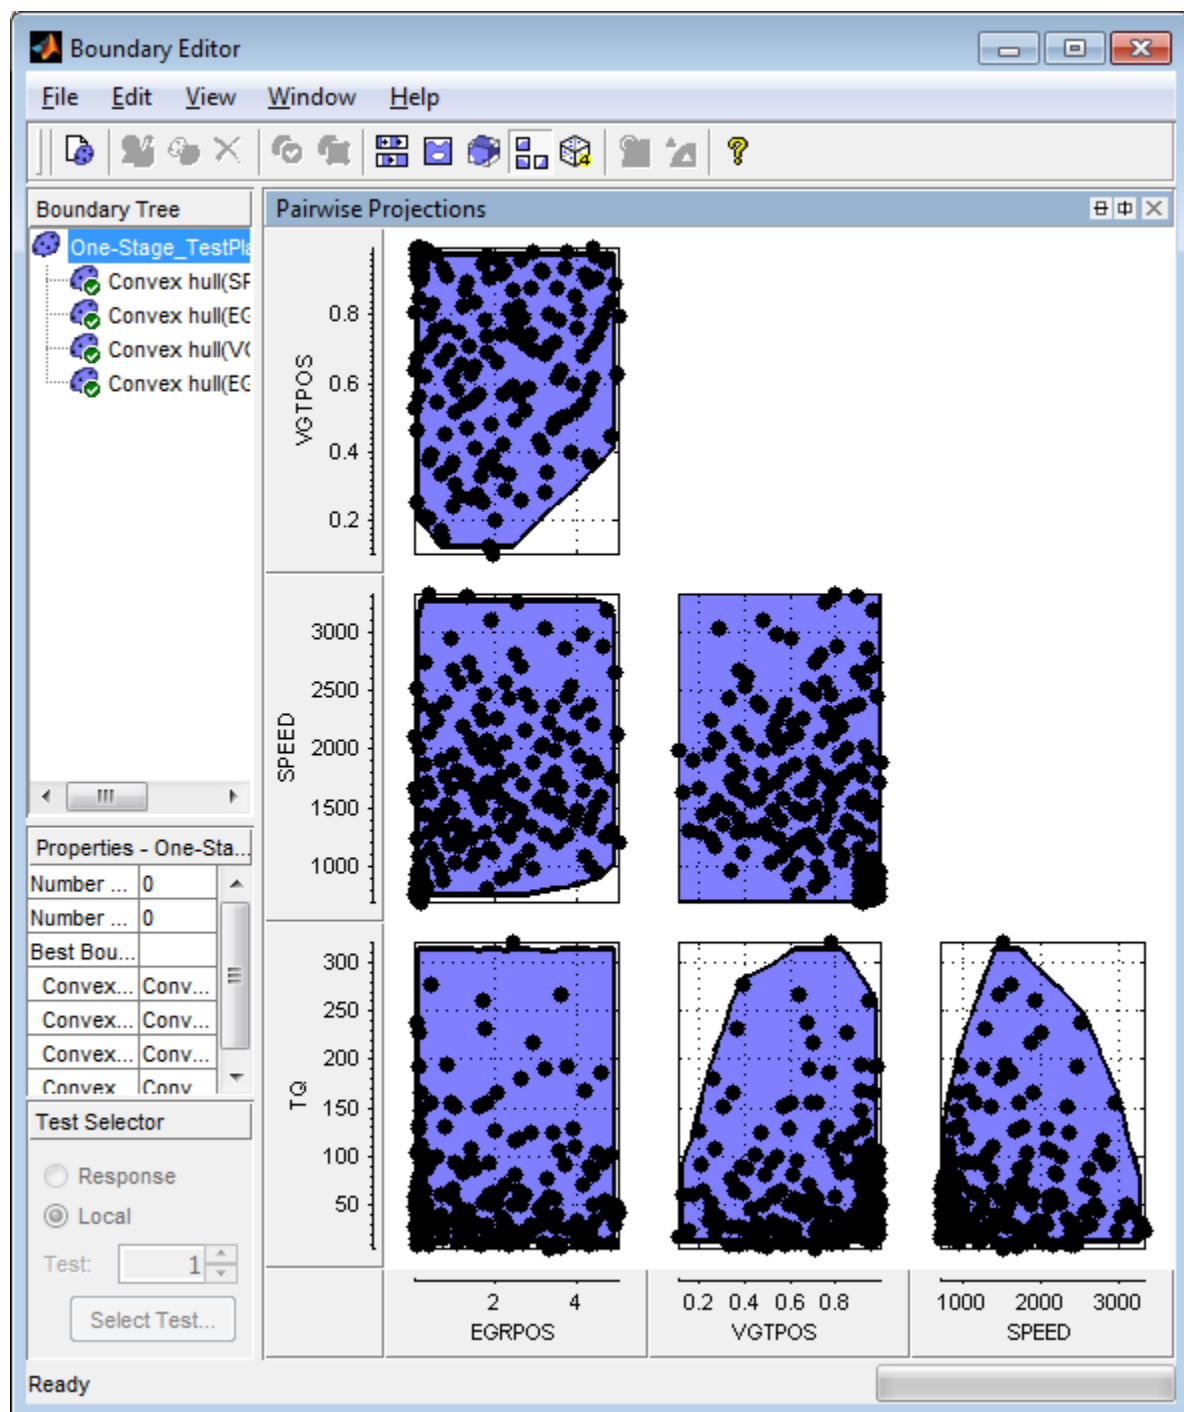 Boundary Editor
File Edit View Window Help
Boundary Tree
Pairwise Projections
One-Stage_TestPla
Convex hull(SP
Convex hull(EG
Convex hull(VG
Convex hull(EG
Properties - One-Sta...
Number ... 0
Number ... 0
Best Bou...
Convex... Conv...
Convex... Conv...
Convex... Conv...
Convex Conv
Test Selector
Response
Local
Test: 1
Select Test...
VGTPOS
0.8
0.6
0.4
0.2
SPEED
3000
2500
2000
1500
1000
TQ
300
250
200
150
100
50
2 4
EGRPOS
0.2 0.4 0.6 0.8
VGTPOS
1000 2000 3000
SPEED
Ready